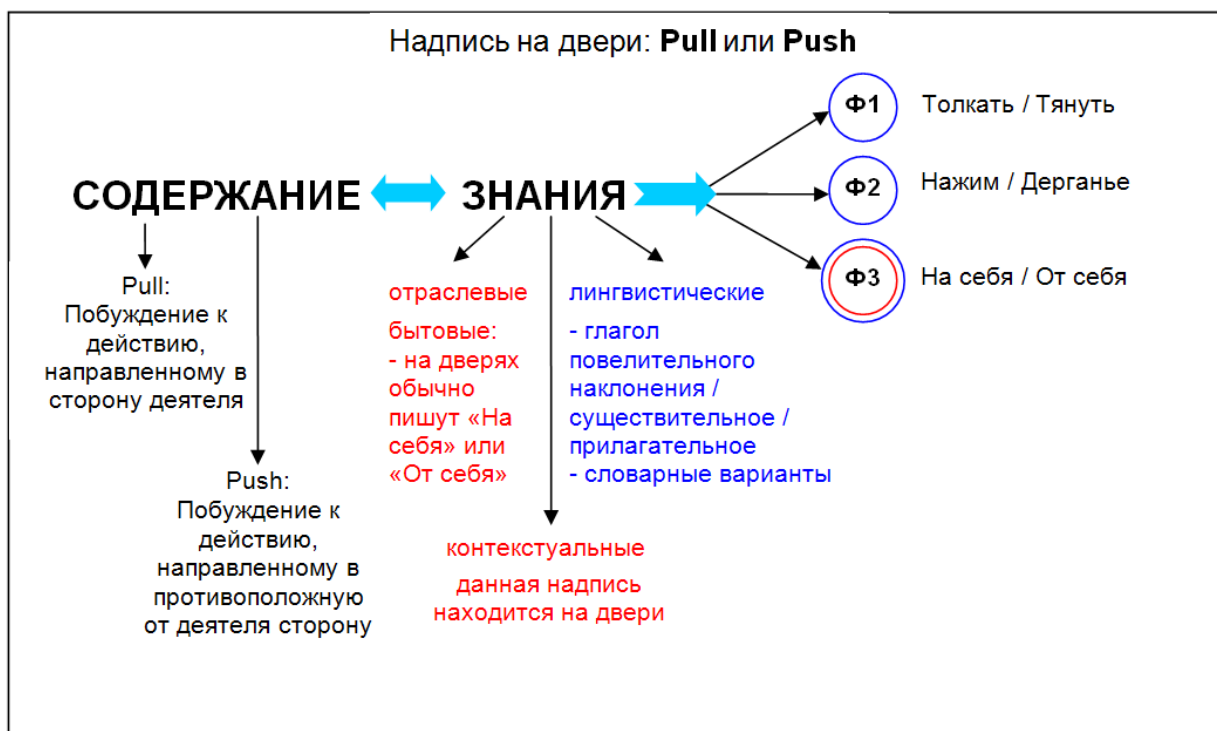 Надпись на двери: Pull или Push
СОДЕРЖАНИЕ
Pull:
Побуждение к
действию,
направленному в
сторону деятеля
Push:
Побуждение к
действию,
направленному в
противоположную
от деятеля сторону
ЗНАНИЯ
отраслевые
бытовые:
- на дверях
обычно
пишут «На
себя» или
«От себя»
контекстуальные
данная надпись
находится на двери
лингвистические
- глагол
повелительного
наклонения /
существительное /
прилагательное
- словарные варианты
Ф1 Толкать / Тянуть
Ф2 Нажим / Дерганье
Ф3 На себя / От себя